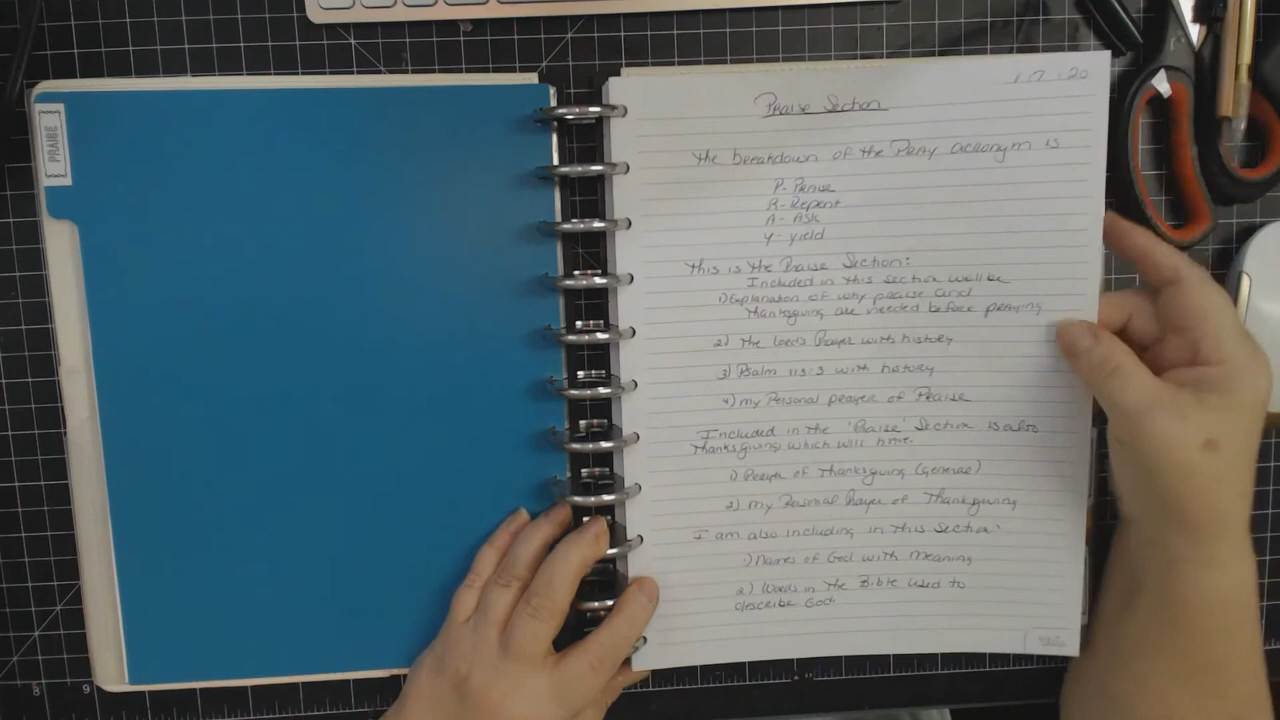 PRAISE
Praise Section
The breakdown of the Pray acronym is
P- Praise
R- Repent
A- Ask
Y- yield
This is the Praise Section:
Included in this section will be
1) Explanation of why praise and
Thanksgiving are needed before praying
2) The Lord's Prayer with history
3) Psalm 113:3 with history
4) my Personal prayer of Praise
Included in the 'Praise' Section is also
Thanksgiving which will have.
1) Prayer of Thanksgiving (General)
2) my Personal Prayer of Thanksgiving
I am also including in this section:
1) Names of God with meaning
2) Words in the Bible used to
describe God.
8 9